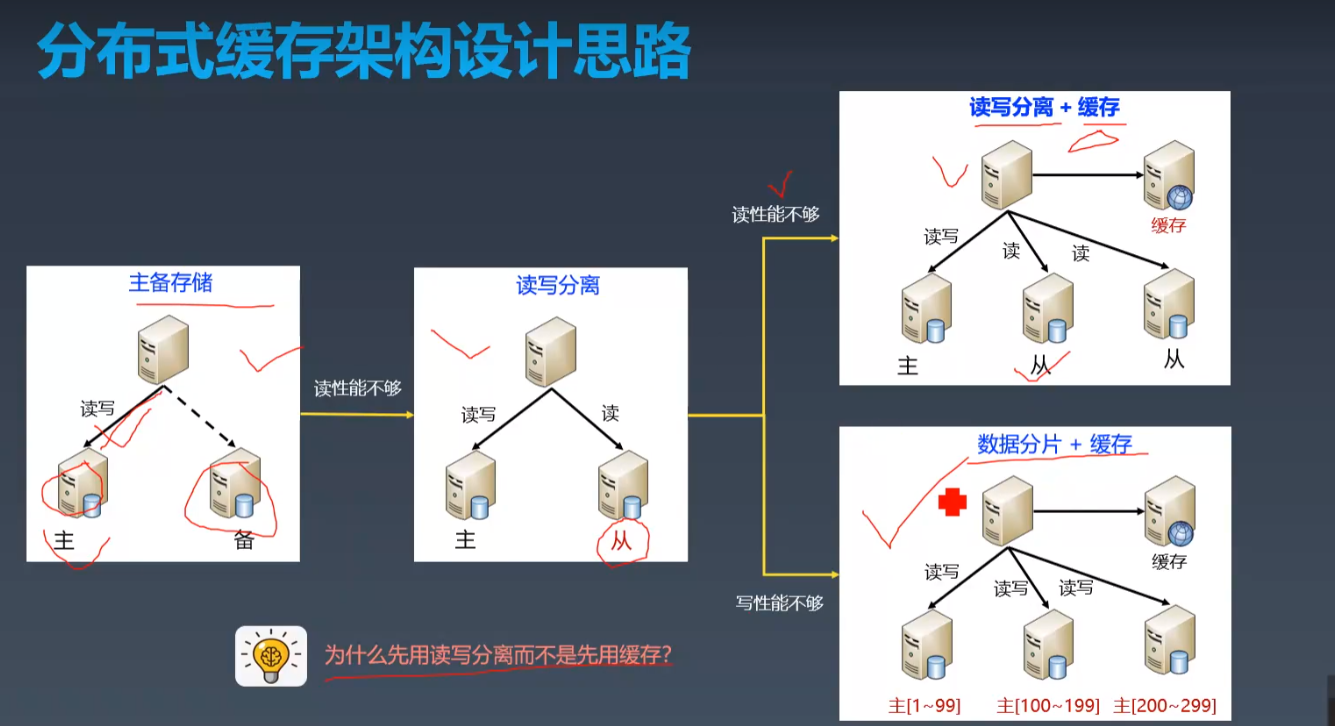 分布式缓存架构设计思路
主备存储
读写
主
备
读性能不够
读写分离
读写
读
主
从
读性能不够
读写分离 + 缓存
缓存
读写
读
读
主
从
从
写性能不够
数据分片 + 缓存
缓存
读写
读写
读写
主[1~99]
主[100~199]
主[200~299]
为什么先用读写分离而不是先用缓存?